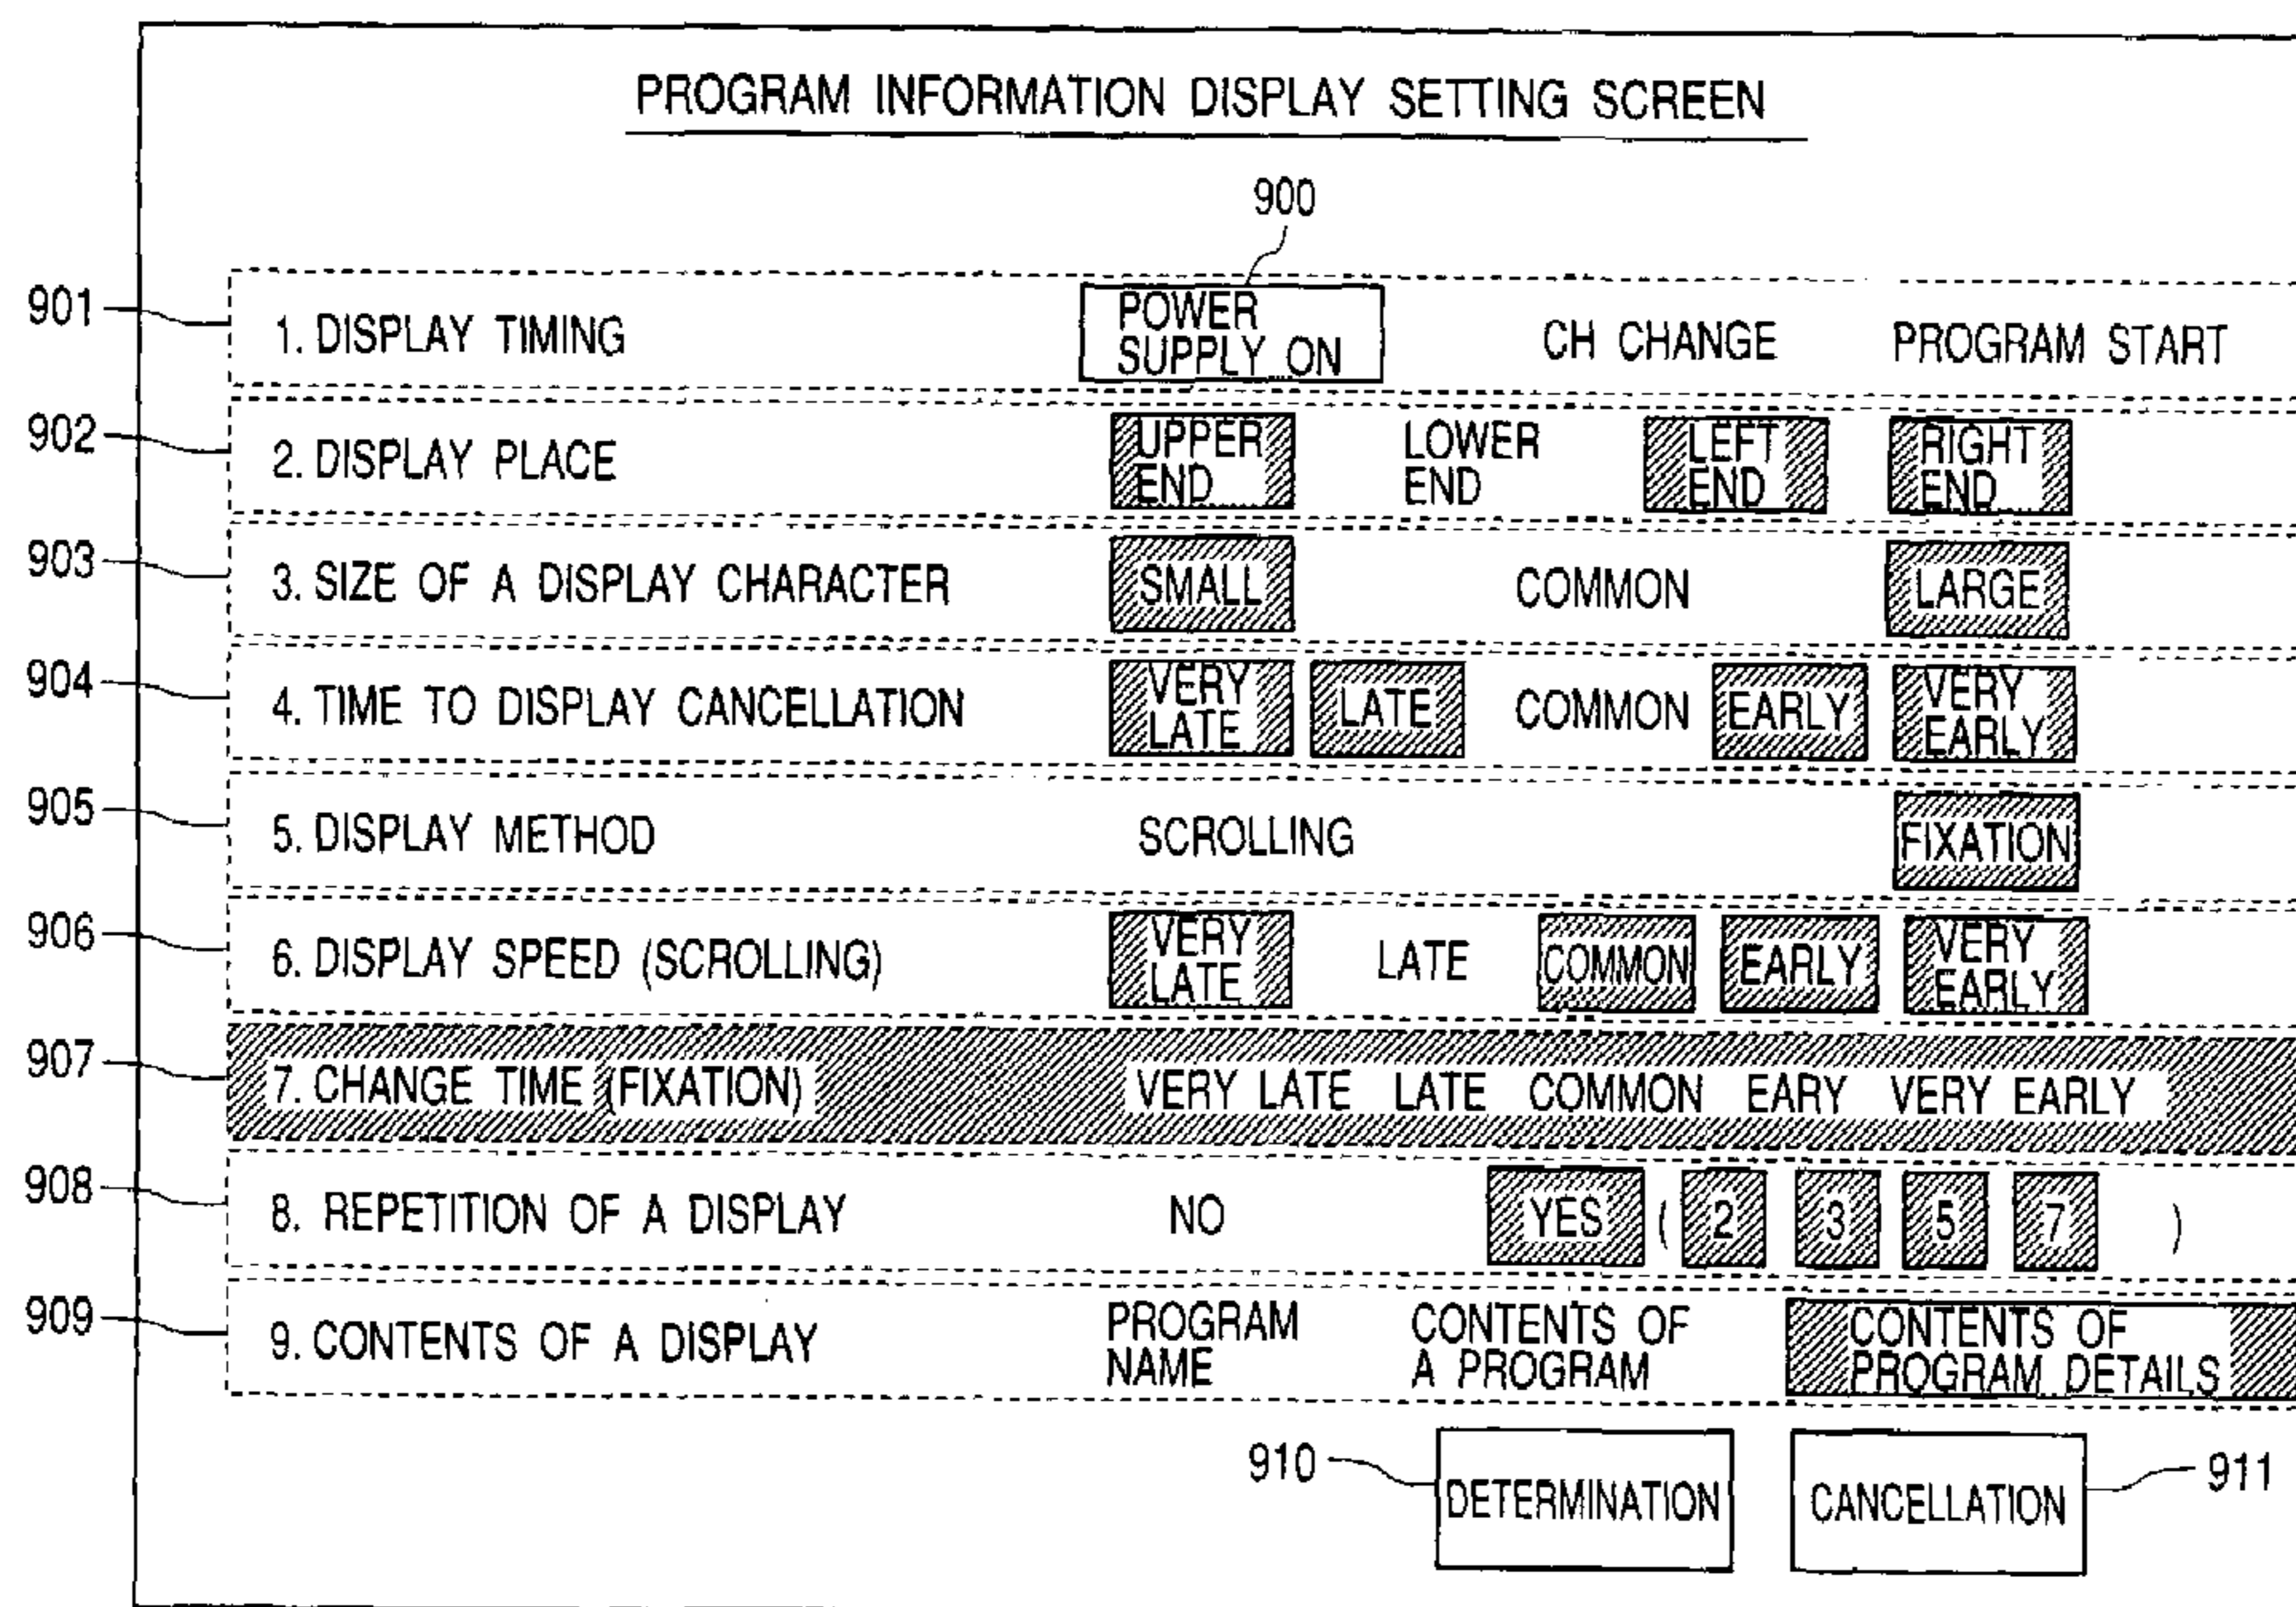 PROGRAM INFORMATION DISPLAY SETTING SCREEN
900
901
1. DISPLAY TIMING
POWER
SUPPLY ON
CH CHANGE
PROGRAM START
902
2. DISPLAY PLACE
UPPER
END
LOWER
END
LEFT
END
RIGHT
END
903
3. SIZE OF A DISPLAY CHARACTER
SMALL
COMMON
LARGE
904
4. TIME TO DISPLAY CANCELLATION
VERY
LATE
LATE
COMMON
EARLY
VERY
EARLY
905
5. DISPLAY METHOD
SCROLLING
FIXATION
906
6. DISPLAY SPEED (SCROLLING)
VERY
LATE
LATE
COMMON
EARLY
VERY
EARLY
907
7. CHANGE TIME (FIXATION)
VERY LATE LATE COMMON EARY VERY EARLY
908
8. REPETITION OF A DISPLAY
NO
YES ( 2 3 5 7 )
909
9. CONTENTS OF A DISPLAY
PROGRAM
NAME
CONTENTS OF
A PROGRAM
CONTENTS OF
PROGRAM DETAILS
910
DETERMINATION
CANCELLATION
911